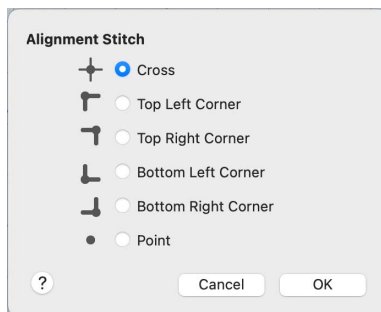 Alignment Stitch
Cross
Top Left Corner
Top Right Corner
Bottom Left Corner
Bottom Right Corner
Point
?
Cancel
OK